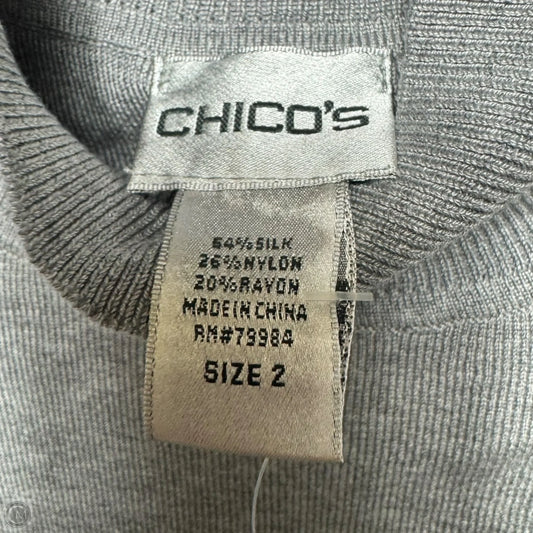 CHICO'S
54%SILK
26%NYLON
20%RAYON
MADE IN CHINA
RN#79984
SIZE 2